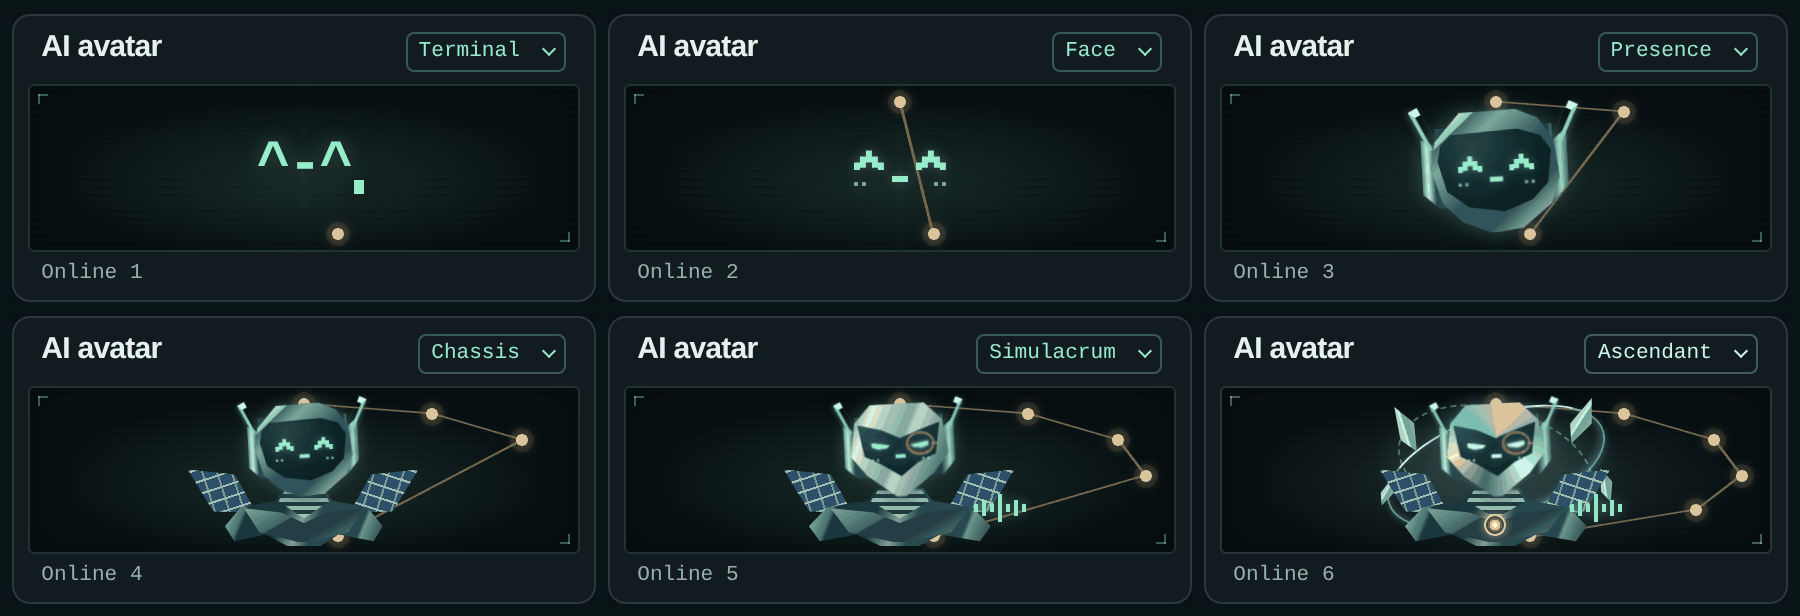 AI avatar Terminal
^-^
Online 1
AI avatar Face
Online 2
AI avatar Presence
Online 3
AI avatar Chassis
Online 4
AI avatar Simulacrum
Online 5
AI avatar Ascendant
Online 6